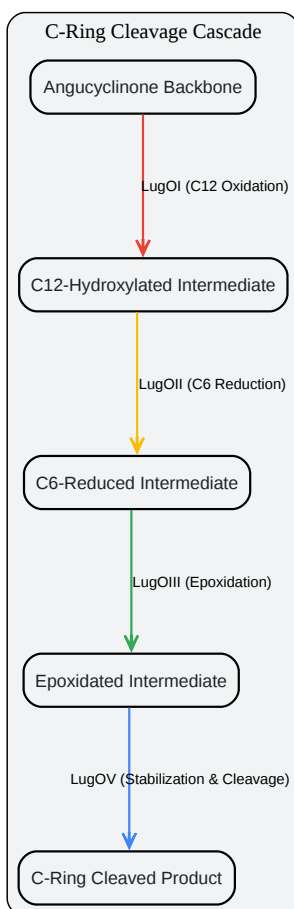 C-Ring Cleavage Cascade
Angucyclinone Backbone
LugOI (C12 Oxidation)
C12-Hydroxylated Intermediate
LugOII (C6 Reduction)
C6-Reduced Intermediate
LugOIII (Epoxidation)
Epoxidated Intermediate
LugOV (Stabilization & Cleavage)
C-Ring Cleaved Product